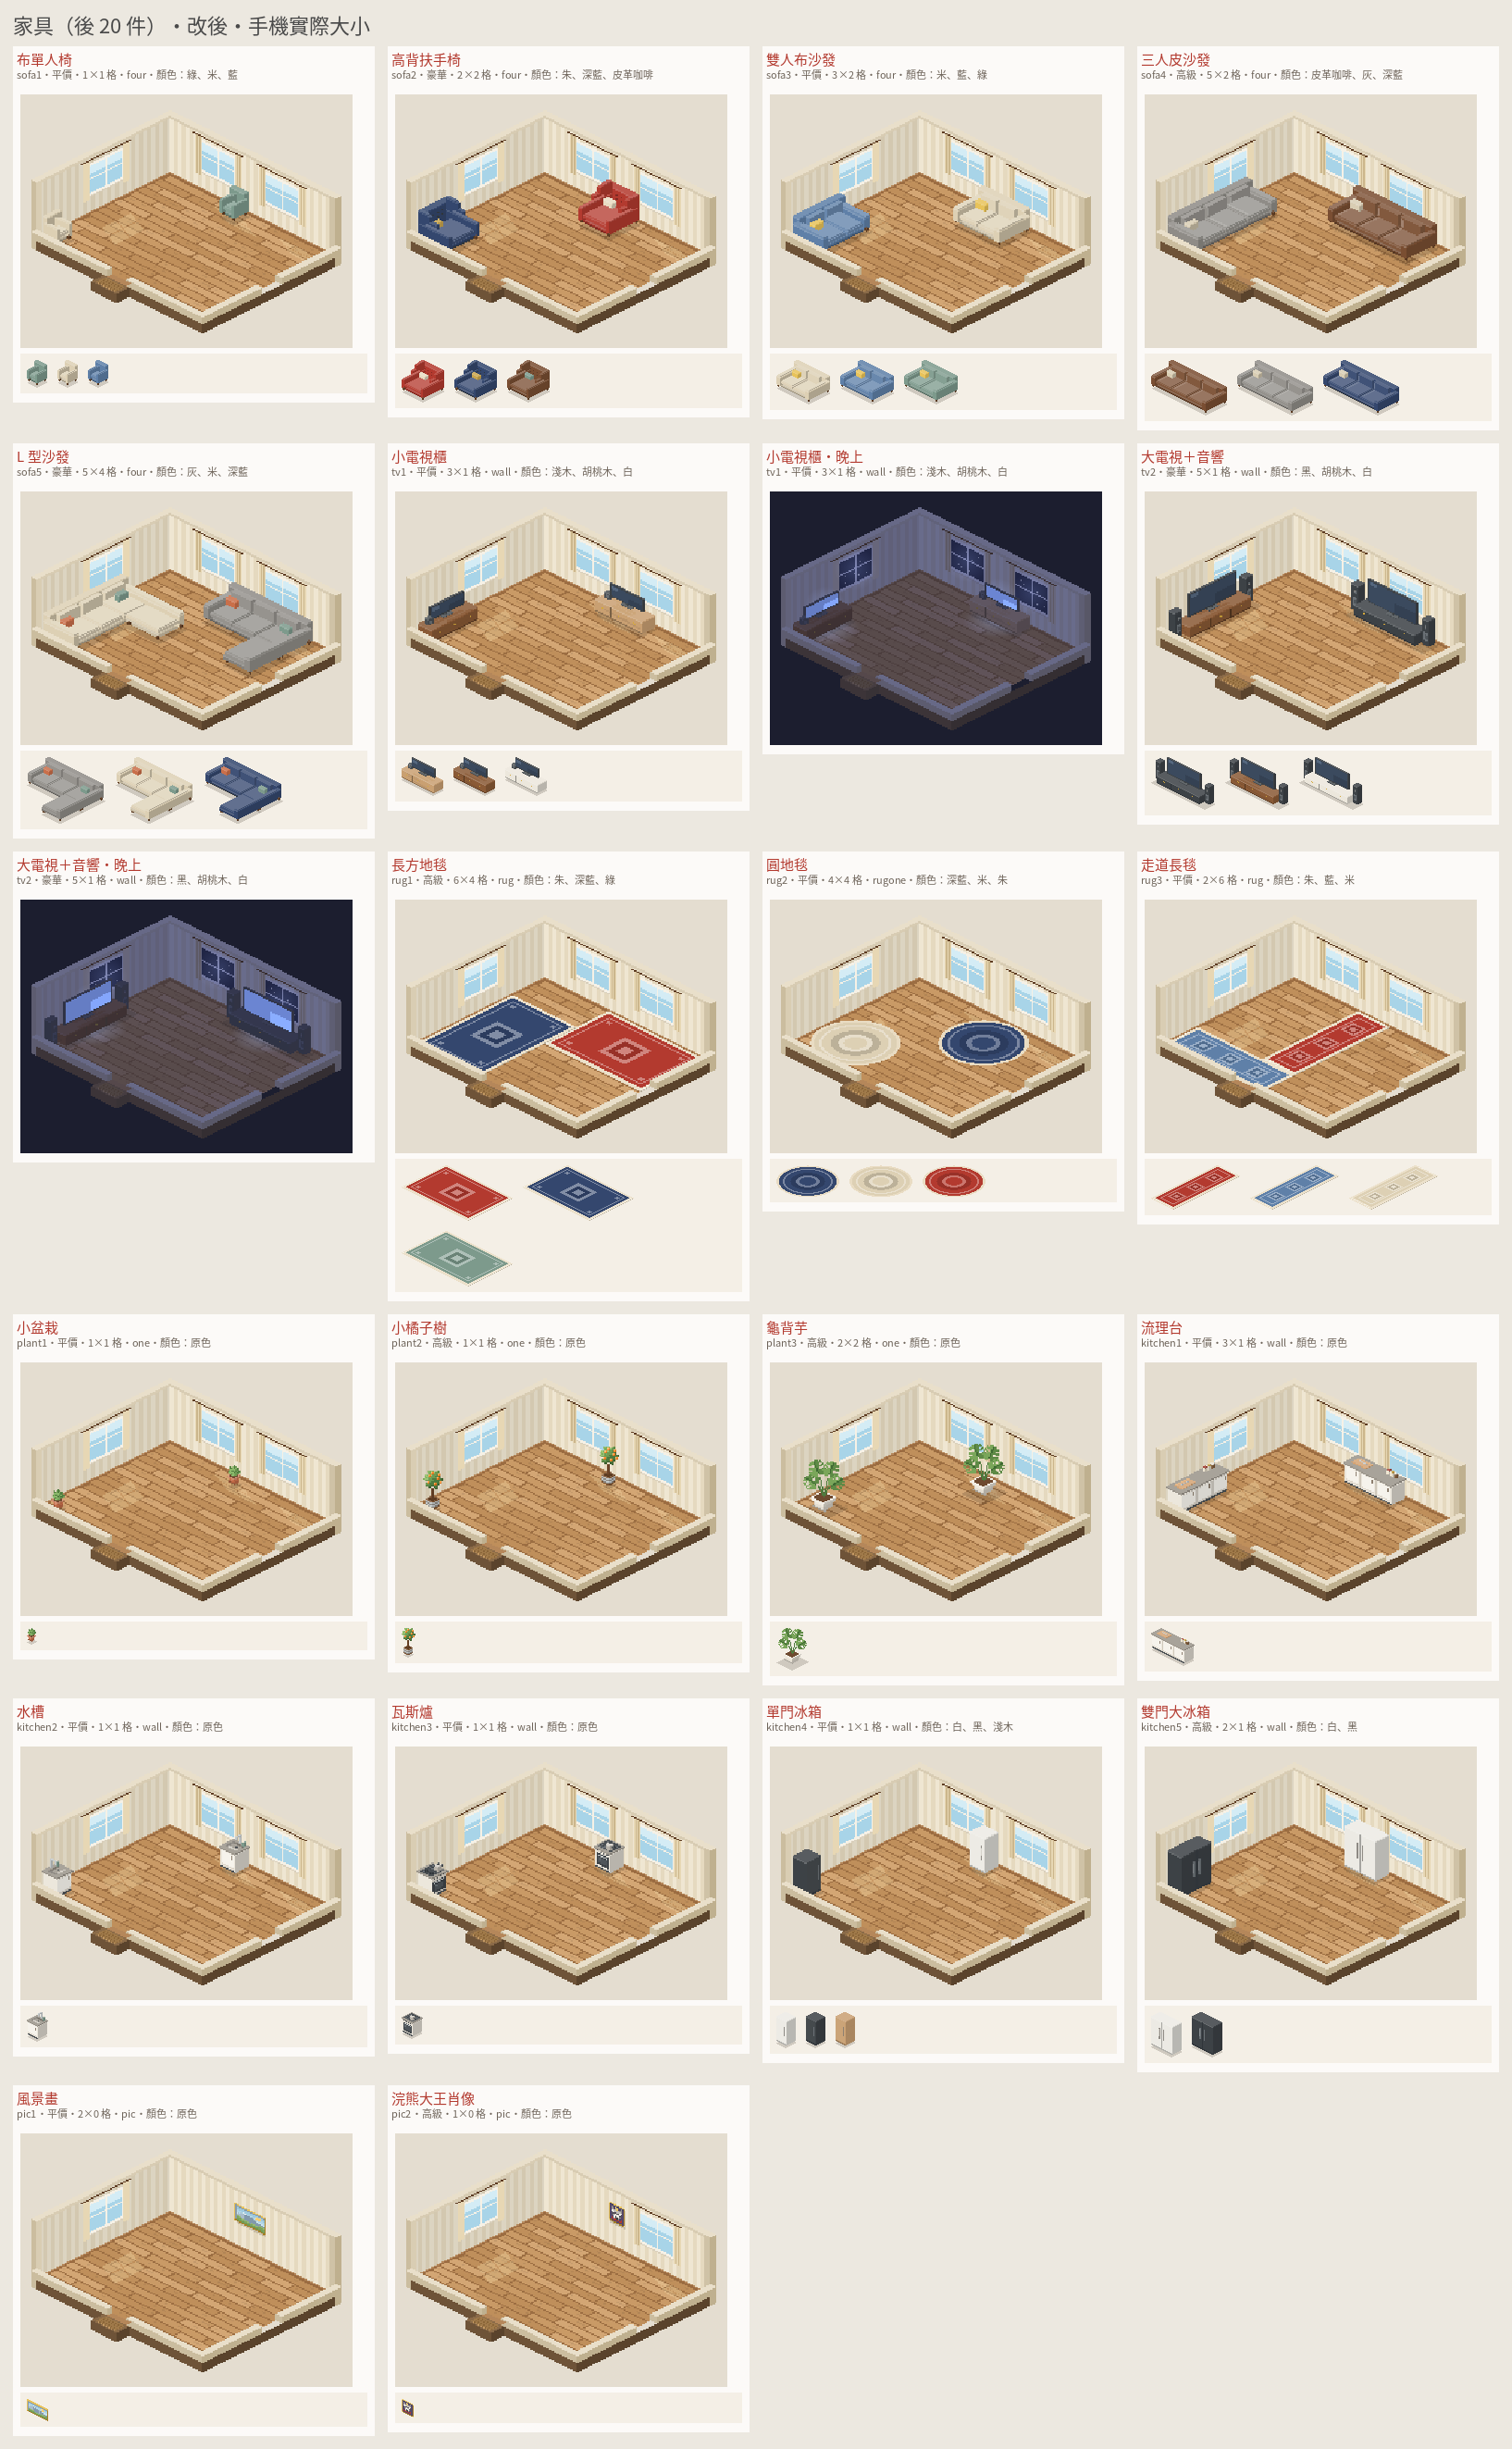 家具（後 20 件）・改後・手機實際大小
布單人椅
sofa1・平價・1×1 格・four・顏色：綠、米、藍
高背扶手椅
sofa2・豪華・2×2 格・four・顏色：朱、深藍、皮革咖啡
雙人布沙發
sofa3・平價・3×2 格・four・顏色：米、藍、綠
三人皮沙發
sofa4・高級・5×2 格・four・顏色：皮革咖啡、灰、深藍
L 型沙發
sofa5・豪華・5×4 格・four・顏色：灰、米、深藍
小電視櫃
tv1・平價・3×1 格・wall・顏色：淺木、胡桃木、白
小電視櫃・晚上
tv1・平價・3×1 格・wall・顏色：淺木、胡桃木、白
大電視＋音響
tv2・豪華・5×1 格・wall・顏色：黑、胡桃木、白
大電視＋音響・晚上
tv2・豪華・5×1 格・wall・顏色：黑、胡桃木、白
長方地毯
rug1・高級・6×4 格・rug・顏色：朱、深藍、綠
圓地毯
rug2・平價・4×4 格・rugone・顏色：深藍、米、朱
走道長毯
rug3・平價・2×6 格・rug・顏色：朱、藍、米
小盆栽
plant1・平價・1×1 格・one・顏色：原色
小橘子樹
plant2・高級・1×1 格・one・顏色：原色
龜背芋
plant3・高級・2×2 格・one・顏色：原色
流理台
kitchen1・平價・3×1 格・wall・顏色：原色
水槽
kitchen2・平價・1×1 格・wall・顏色：原色
瓦斯爐
kitchen3・平價・1×1 格・wall・顏色：原色
單門冰箱
kitchen4・平價・1×1 格・wall・顏色：白、黑、淺木
雙門大冰箱
kitchen5・高級・2×1 格・wall・顏色：白、黑
風景畫
pic1・平價・2×0 格・pic・顏色：原色
浣熊大王肖像
pic2・高級・1×0 格・pic・顏色：原色